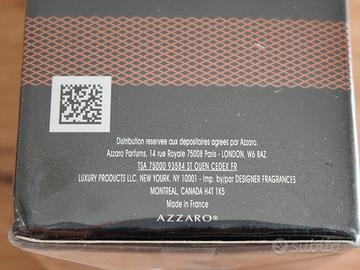 Distribution reservee aux depositaires agrees par Azzaro.
Azzaro Parfums, 14 rue Royale 75008 Paris - LONDON, W6 8AZ.
TSA 75000 93584 ST OUEN CEDEX.FR
LUXURY PRODUCTS LLC. NEW YOURK. NY 10001 - Imp. by/par DESIGNER FRAGRANCES
MONTREAL, CANADA H4T 1K5
Made in France
AZZARO®
subito